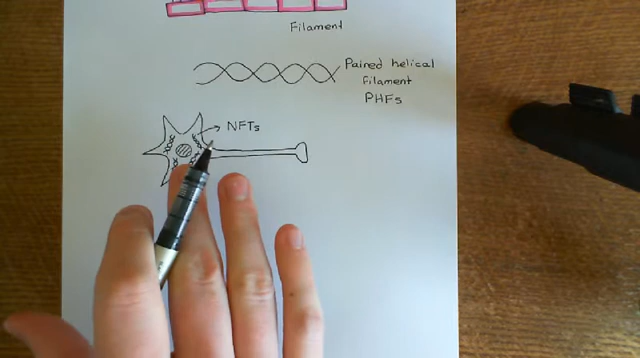 Filament
Paired helical
filament
PHFs
NFTs